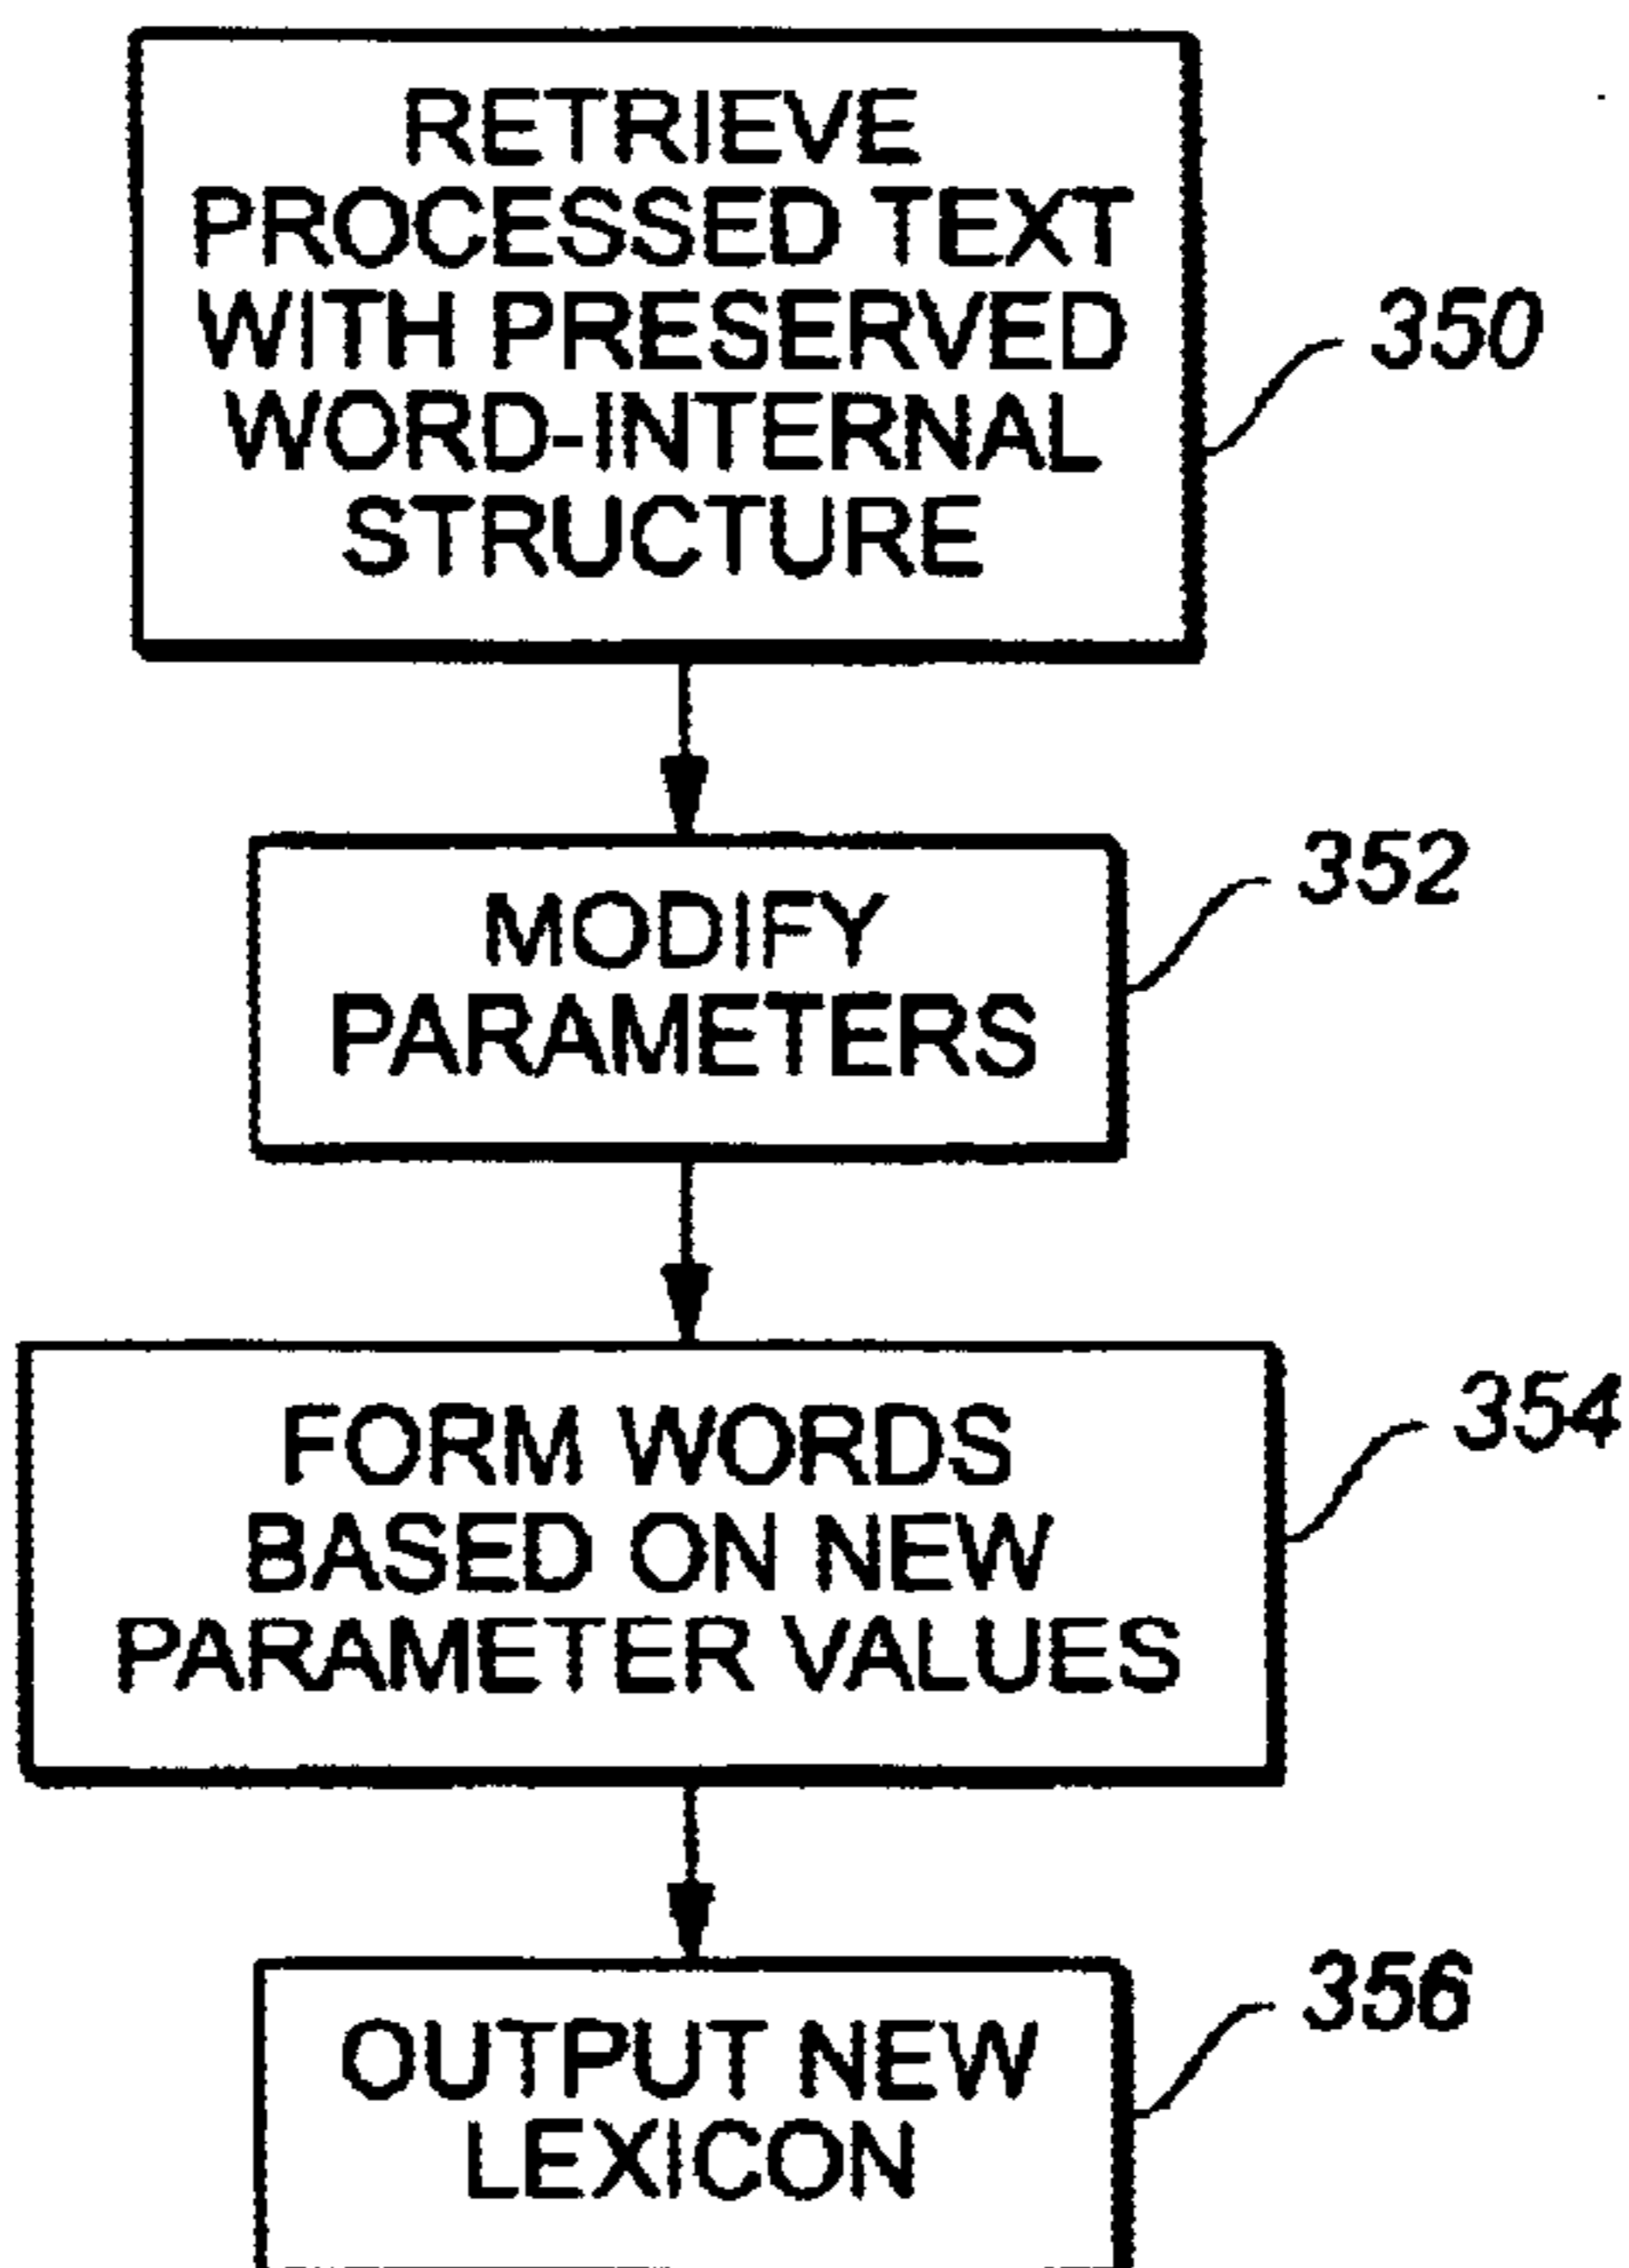 RETRIEVE
PROCESSED TEXT
WITH PRESERVED
WORD-INTERNAL
STRUCTURE
350
MODIFY
PARAMETERS
352
FORM WORDS
BASED ON NEW
PARAMETER VALUES
354
OUTPUT NEW
LEXICON
356